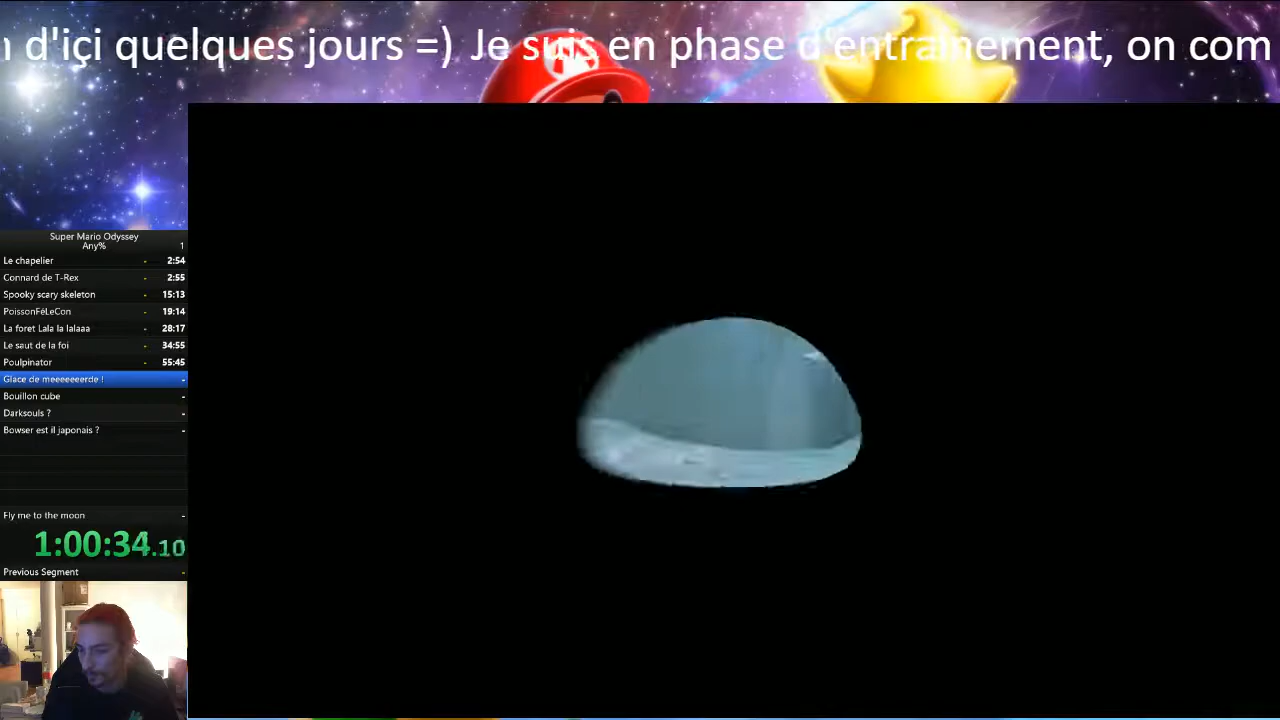 n d'içi quelques jours =) Je suis en phase d'entrainement, on com
Super Mario Odyssey
Any% 1
Le chapelier - 2:54
Connard de T-Rex - 2:55
Spooky scary skeleton - 15:13
PoissonFéLeCon - 19:14
La foret Lala la lalaaa - 28:17
Le saut de la foi - 34:55
Poulpinator - 55:45
Glace de meeeeeeerde ! -
Bouillon cube -
Darksouls ? -
Bowser est il japonais ? -
Fly me to the moon -
1:00:34.10
Previous Segment -